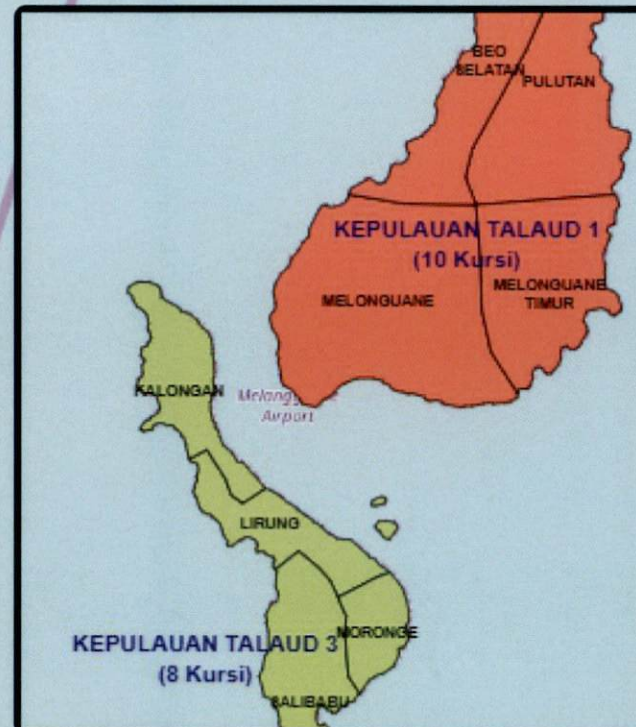 BEO
SELATAN
PULUTAN
KEPULAUAN TALAUD 1
(10 Kursi)
MELONGUANE
MELONGUANE
TIMUR
KALONGAN
Airport
LIRUNG
MORONGE
KEPULAUAN TALAUD 3
(8 Kursi)
SALIBABU